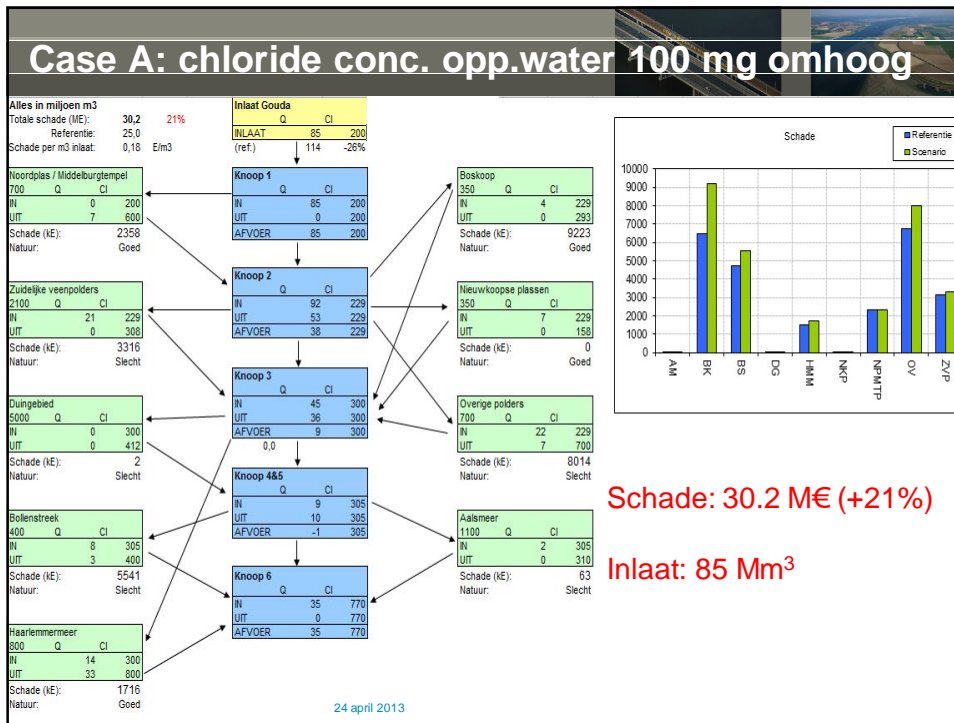 Case A: chloride conc. opp.water 100 mg omhoog
Alles in miljoen m3
Totale schade (ME): 30,2 21%
Referentie: 25,0
Schade per m3 inlaat: 0,18 E/m3
Inlaat Gouda
Q Cl
INLAAT 85 200
(ref:) 114 -26%
Noordplas / Middelburgtempel
700 Q Cl
IN 0 200
UIT 7 600
Schade (kE): 2358
Natuur: Goed
Knoop 1
Q Cl
IN 85 200
UIT 0 200
AFVOER 85 200
Boskoop
350 Q Cl
IN 4 229
UIT 0 293
Schade (kE): 9223
Natuur: Goed
Zuidelijke veenpolders
2100 Q Cl
IN 21 229
UIT 0 308
Schade (kE): 3316
Natuur: Slecht
Knoop 2
Q Cl
IN 92 229
UIT 53 229
AFVOER 38 229
Nieuwkoopse plassen
350 Q Cl
IN 7 229
UIT 0 158
Schade (kE): 0
Natuur: Goed
Duingebied
5000 Q Cl
IN 0 300
UIT 0 412
Schade (kE): 2
Natuur: Slecht
Knoop 3
Q Cl
IN 45 300
UIT 36 300
AFVOER 9 300
0,0
Overige polders
700 Q Cl
IN 22 229
UIT 7 700
Schade (kE): 8014
Natuur: Slecht
Bollenstreek
400 Q Cl
IN 8 305
UIT 3 400
Schade (kE): 5541
Natuur: Slecht
Knoop 4&5
Q Cl
IN 9 305
UIT 10 305
AFVOER -1 305
Aalsmeer
1100 Q Cl
IN 2 305
UIT 0 310
Schade (kE): 63
Natuur: Slecht
Haarlemmermeer
800 Q Cl
IN 14 300
UIT 33 800
Schade (kE): 1716
Natuur: Goed
Knoop 6
Q Cl
IN 35 770
UIT 0 770
AFVOER 35 770
Schade
Referentie
Scenario
10000
9000
8000
7000
6000
5000
4000
3000
2000
1000
0
AM
BK
BS
DG
HMM
NKP
NPMTP
OV
ZVP
Schade: 30.2 M€ (+21%)
Inlaat: 85 Mm³
24 april 2013